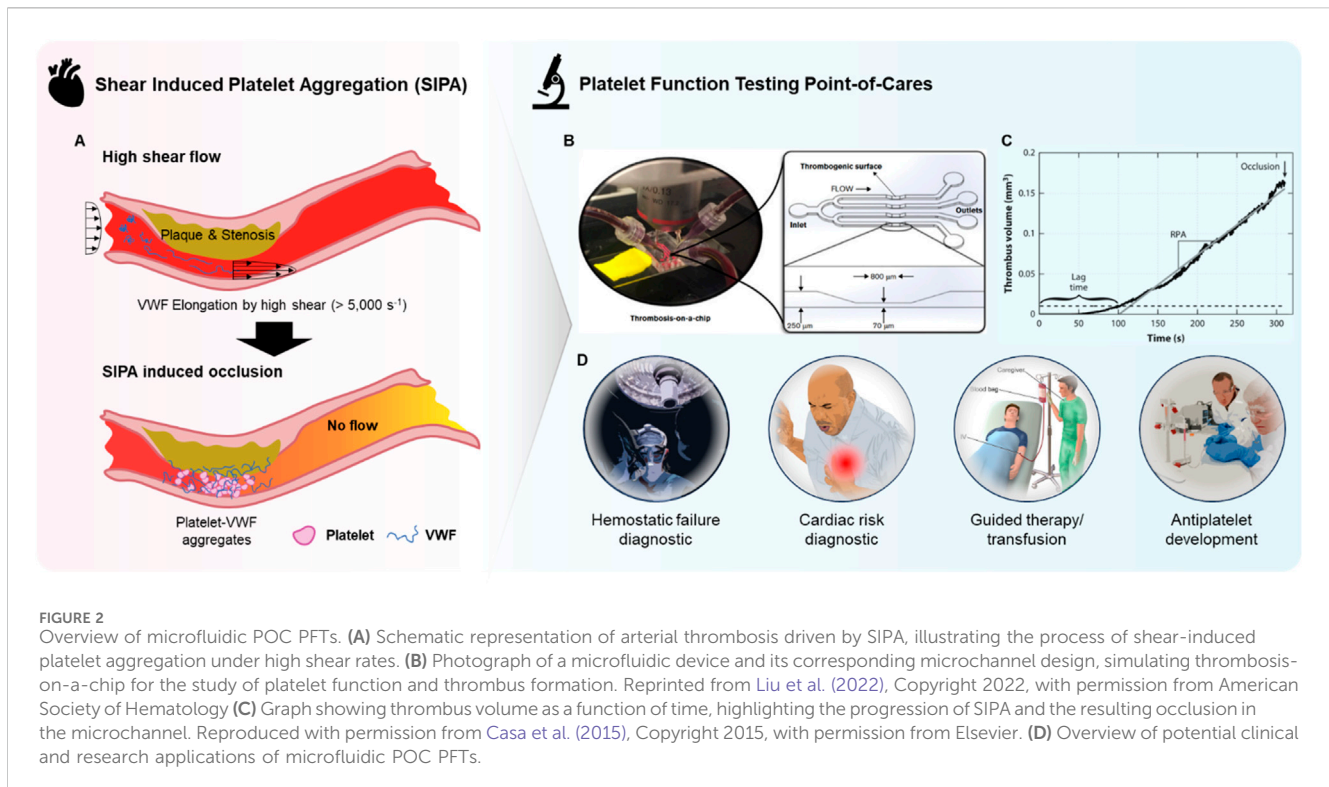 Shear Induced Platelet Aggregation (SIPA)
Platelet Function Testing Point-of-Cares
A
High shear flow
Plaque & Stenosis
VWF Elongation by high shear (> 5,000 s⁻¹)
SIPA induced occlusion
No flow
Platelet-VWF
aggregates
Platelet
VWF
B
Thrombosis-on-a-chip
Thrombogenic surface
FLOW
Inlet
Outlets
800 μm
250 μm
70 μm
C
Thrombus volume (mm³)
0.2
0.15
0.1
0.05
0
Occlusion
RPA
Lag
time
0 50 100 150 200 250 300
Time (s)
D
Caregiver
Blood bag
IV
Hemostatic failure
diagnostic
Cardiac risk
diagnostic
Guided therapy/
transfusion
Antiplatelet
development
FIGURE 2
Overview of microfluidic POC PFTs. (A) Schematic representation of arterial thrombosis driven by SIPA, illustrating the process of shear-induced
platelet aggregation under high shear rates. (B) Photograph of a microfluidic device and its corresponding microchannel design, simulating thrombosis-
on-a-chip for the study of platelet function and thrombus formation. Reprinted from Liu et al. (2022), Copyright 2022, with permission from American
Society of Hematology (C) Graph showing thrombus volume as a function of time, highlighting the progression of SIPA and the resulting occlusion in
the microchannel. Reproduced with permission from Casa et al. (2015), Copyright 2015, with permission from Elsevier. (D) Overview of potential clinical
and research applications of microfluidic POC PFTs.